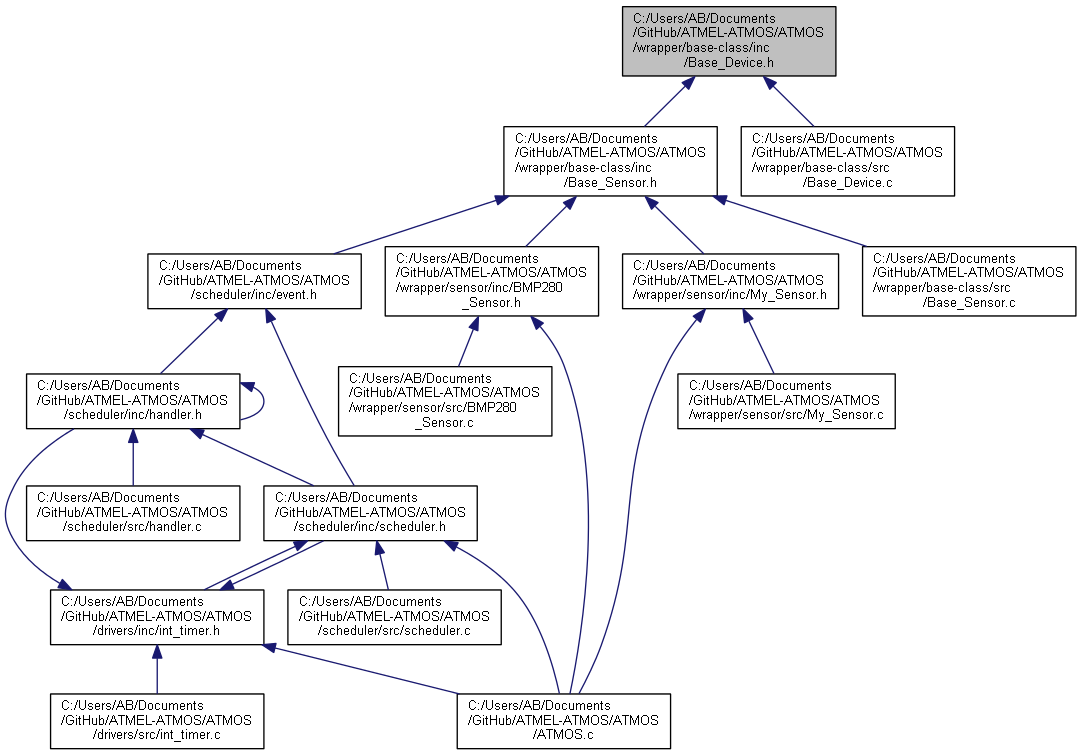 C:/Users/AB/Documents
/GitHub/ATMEL-ATMOS/ATMOS
/wrapper/base-class/inc
/Base_Device.h
C:/Users/AB/Documents
/GitHub/ATMEL-ATMOS/ATMOS
/wrapper/base-class/inc
/Base_Sensor.h
C:/Users/AB/Documents
/GitHub/ATMEL-ATMOS/ATMOS
/wrapper/base-class/src
/Base_Device.c
C:/Users/AB/Documents
/GitHub/ATMEL-ATMOS/ATMOS
/scheduler/inc/event.h
C:/Users/AB/Documents
/GitHub/ATMEL-ATMOS/ATMOS
/wrapper/sensor/inc/BMP280
_Sensor.h
C:/Users/AB/Documents
/GitHub/ATMEL-ATMOS/ATMOS
/wrapper/sensor/inc/My_Sensor.h
C:/Users/AB/Documents
/GitHub/ATMEL-ATMOS/ATMOS
/wrapper/base-class/src
/Base_Sensor.c
C:/Users/AB/Documents
/GitHub/ATMEL-ATMOS/ATMOS
/scheduler/inc/handler.h
C:/Users/AB/Documents
/GitHub/ATMEL-ATMOS/ATMOS
/wrapper/sensor/src/BMP280
_Sensor.c
C:/Users/AB/Documents
/GitHub/ATMEL-ATMOS/ATMOS
/wrapper/sensor/src/My_Sensor.c
C:/Users/AB/Documents
/GitHub/ATMEL-ATMOS/ATMOS
/scheduler/src/handler.c
C:/Users/AB/Documents
/GitHub/ATMEL-ATMOS/ATMOS
/scheduler/inc/scheduler.h
C:/Users/AB/Documents
/GitHub/ATMEL-ATMOS/ATMOS
/drivers/inc/int_timer.h
C:/Users/AB/Documents
/GitHub/ATMEL-ATMOS/ATMOS
/scheduler/src/scheduler.c
C:/Users/AB/Documents
/GitHub/ATMEL-ATMOS/ATMOS
/drivers/src/int_timer.c
C:/Users/AB/Documents
/GitHub/ATMEL-ATMOS/ATMOS
/ATMOS.c